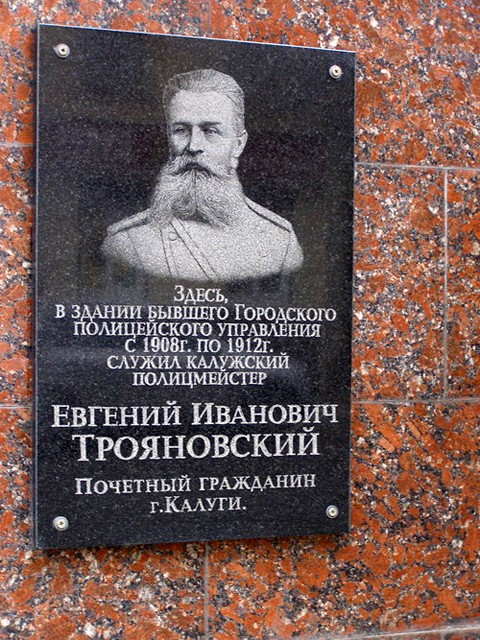 Здесь,
в здании бывшего Городского
полицейского управления
с 1908г. по 1912г.
служил калужский
полицмейстер
Евгений Иванович
Трояновский
Почетный гражданин
г.Калуги.